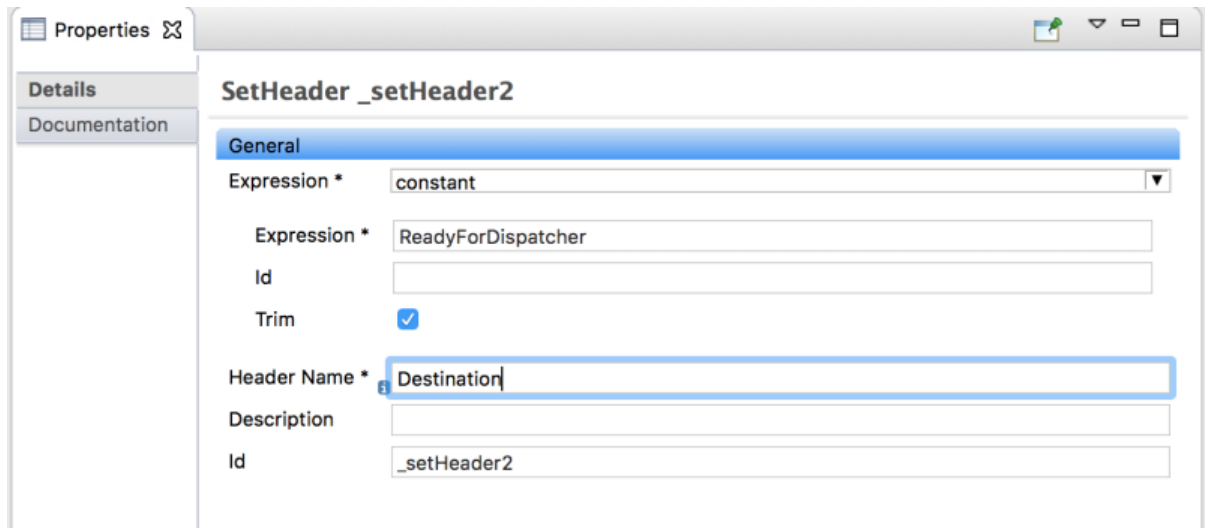 Properties
Details
Documentation
SetHeader _setHeader2
General
Expression * constant
Expression * ReadyForDispatcher
Id
Trim
Header Name * Destination
Description
Id _setHeader2